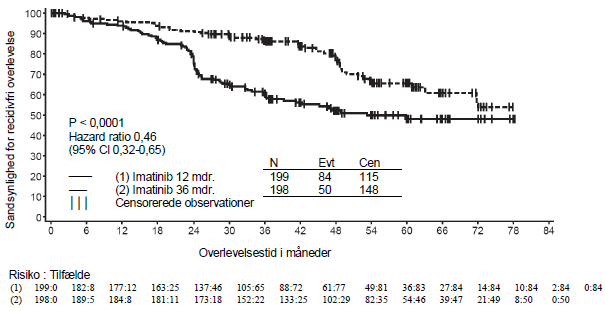 Sandsynlighed for recidivfri overlevelse
100
90
80
70
60
50
40
30
20
10
0
P < 0,0001
Hazard ratio 0,46
(95% CI 0,32-0,65)
N Evt Cen
(1) Imatinib 12 mdr. 199 84 115
(2) Imatinib 36 mdr. 198 50 148
Censorerede observationer
0 6 12 18 24 30 36 42 48 54 60 66 72 78 84
Overlevelsestid i måneder
Risiko : Tilfælde
(1) 199:0 182:8 177:12 163:25 137:46 105:65 88:72 61:77 49:81 36:83 27:84 14:84 10:84 2:84 0:84
(2) 198:0 189:5 184:8 181:11 173:18 152:22 133:25 102:29 82:35 54:46 39:47 21:49 8:50 0:50